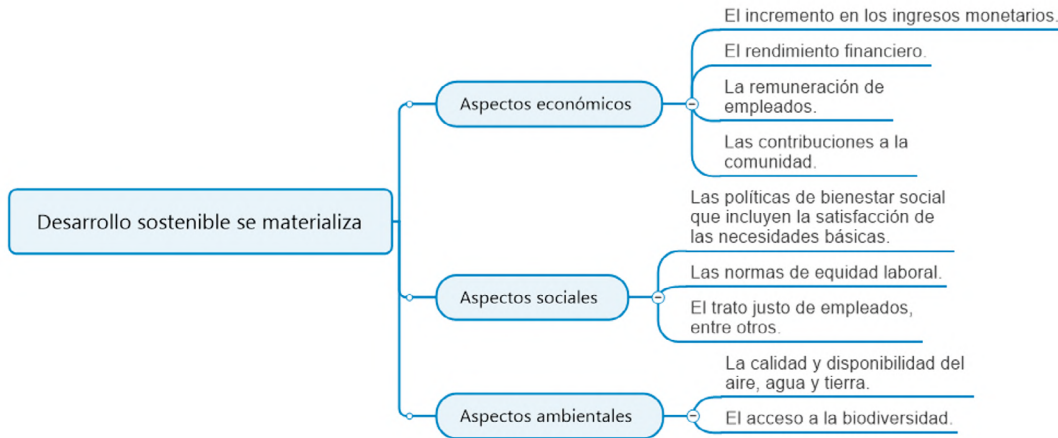 Desarrollo sostenible se materializa
Aspectos económicos
El incremento en los ingresos monetarios.
El rendimiento financiero.
La remuneración de
empleados.
Las contribuciones a la
comunidad.
Aspectos sociales
Las políticas de bienestar social
que incluyen la satisfacción de
las necesidades básicas.
Las normas de equidad laboral.
El trato justo de empleados,
entre otros.
Aspectos ambientales
La calidad y disponibilidad del
aire, agua y tierra.
El acceso a la biodiversidad.